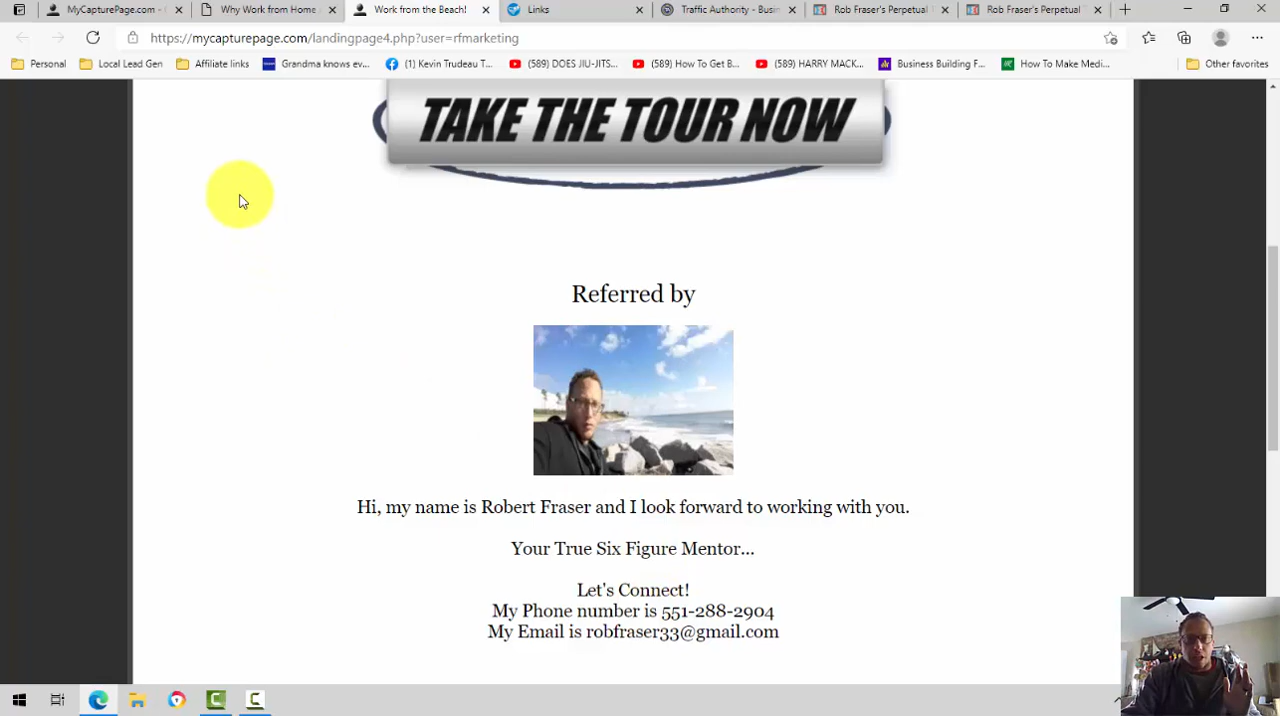 MyCapturePage.com -
Why Work from Home
Work from the Beach!
Links
Traffic Authority - Busin
Rob Fraser's Perpetual
Rob Fraser's Perpetual
https://mycapturepage.com/landingpage4.php?user=rfmarketing
Personal
Local Lead Gen
Affiliate links
Grandma knows ev...
(1) Kevin Trudeau T...
(589) DOES JIU-JITS...
(589) How To Get B...
(589) HARRY MACK...
Business Building F...
How To Make Medi...
Other favorites
TAKE THE TOUR NOW
Referred by
Hi, my name is Robert Fraser and I look forward to working with you.
Your True Six Figure Mentor...
Let's Connect!
My Phone number is 551-288-2904
My Email is robfraser33@gmail.com